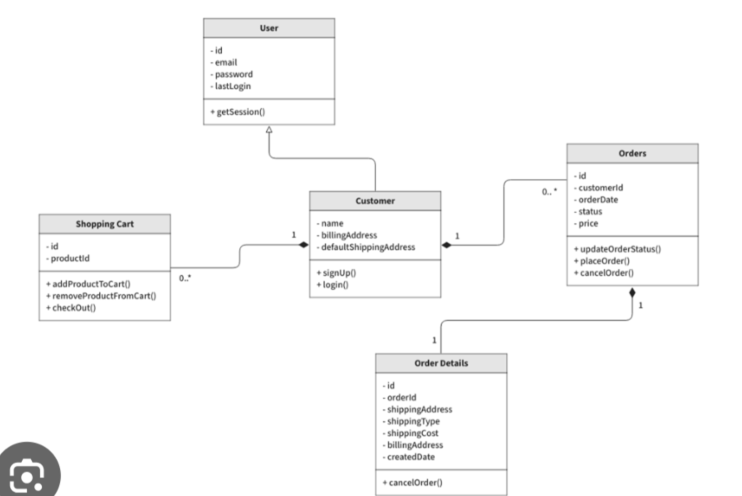 User
- id
- email
- password
- lastLogin
+ getSession()
Orders
- id
- customerId
- orderDate
- status
- price
+ updateOrderStatus()
+ placeOrder()
+ cancelOrder()
0..*
1
Customer
- name
- billingAddress
- defaultShippingAddress
+ signUp()
+ login()
1
1
Shopping Cart
- id
- productId
+ addProductToCart()
+ removeProductFromCart()
+ checkOut()
0..*
1
Order Details
- id
- orderId
- shippingAddress
- shippingType
- shippingCost
- billingAddress
- createdDate
+ cancelOrder()